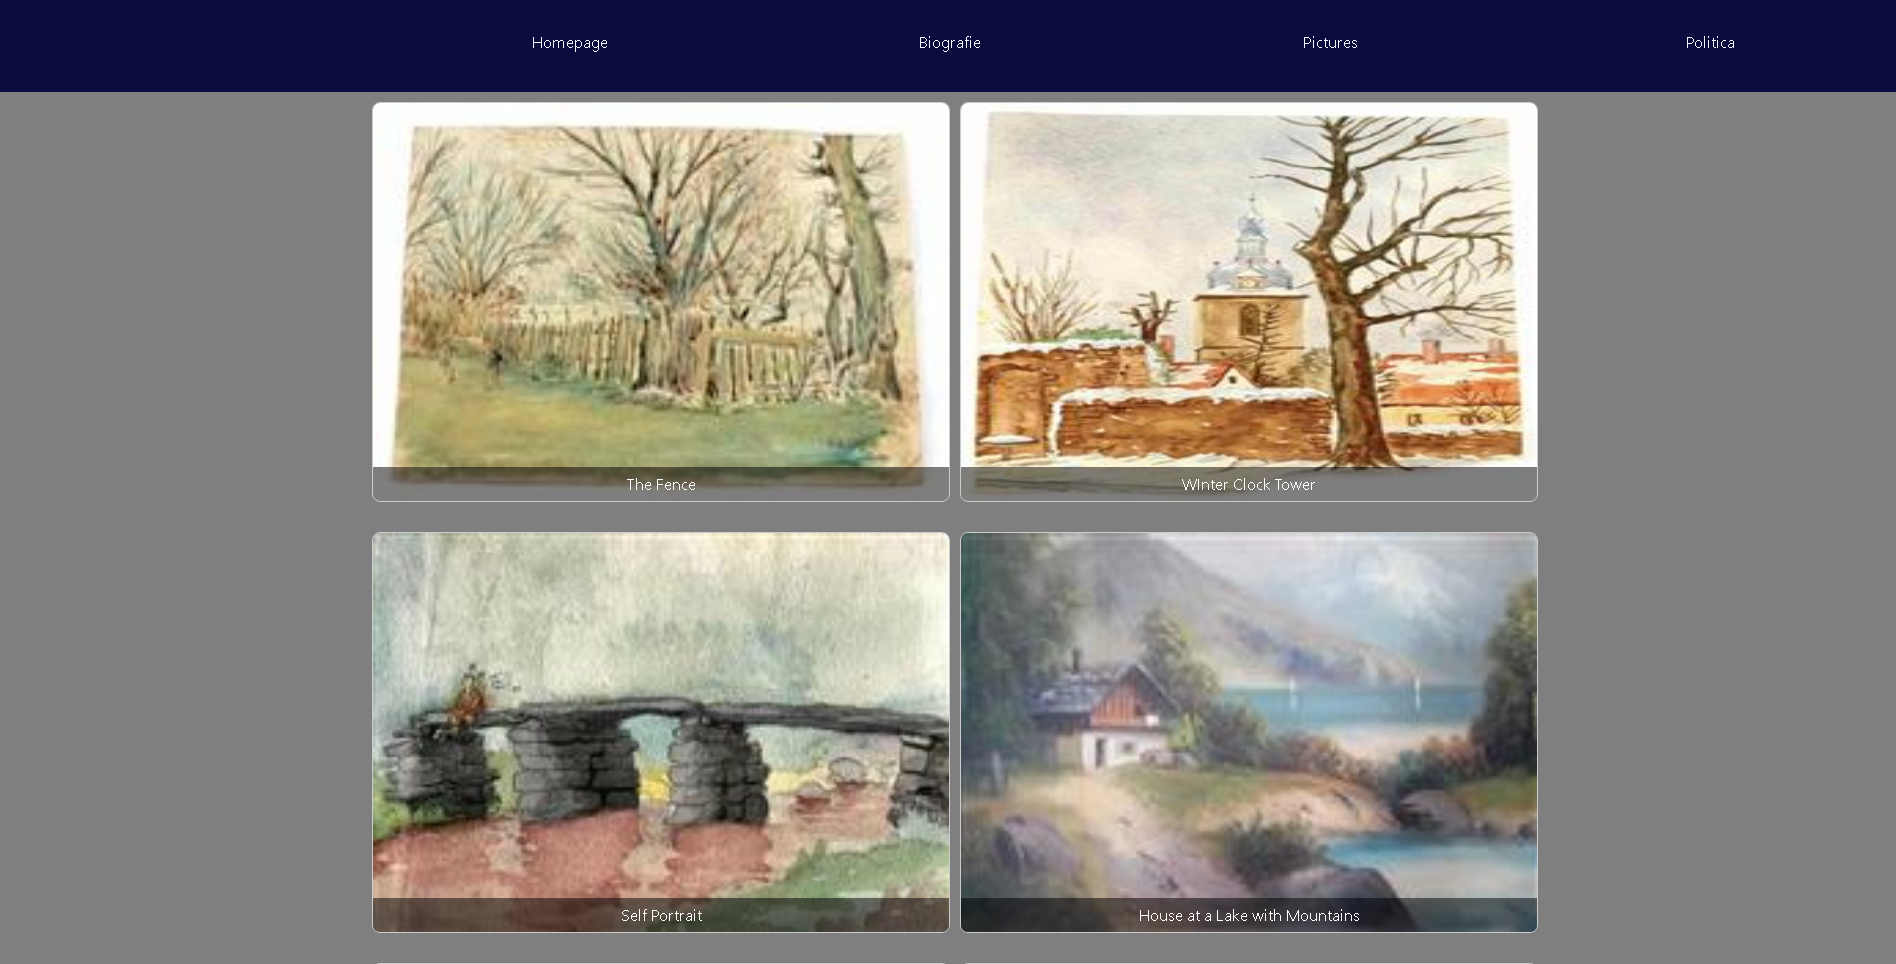 Homepage
Biografie
Pictures
Politica
The Fence
WInter Clock Tower
Self Portrait
House at a Lake with Mountains